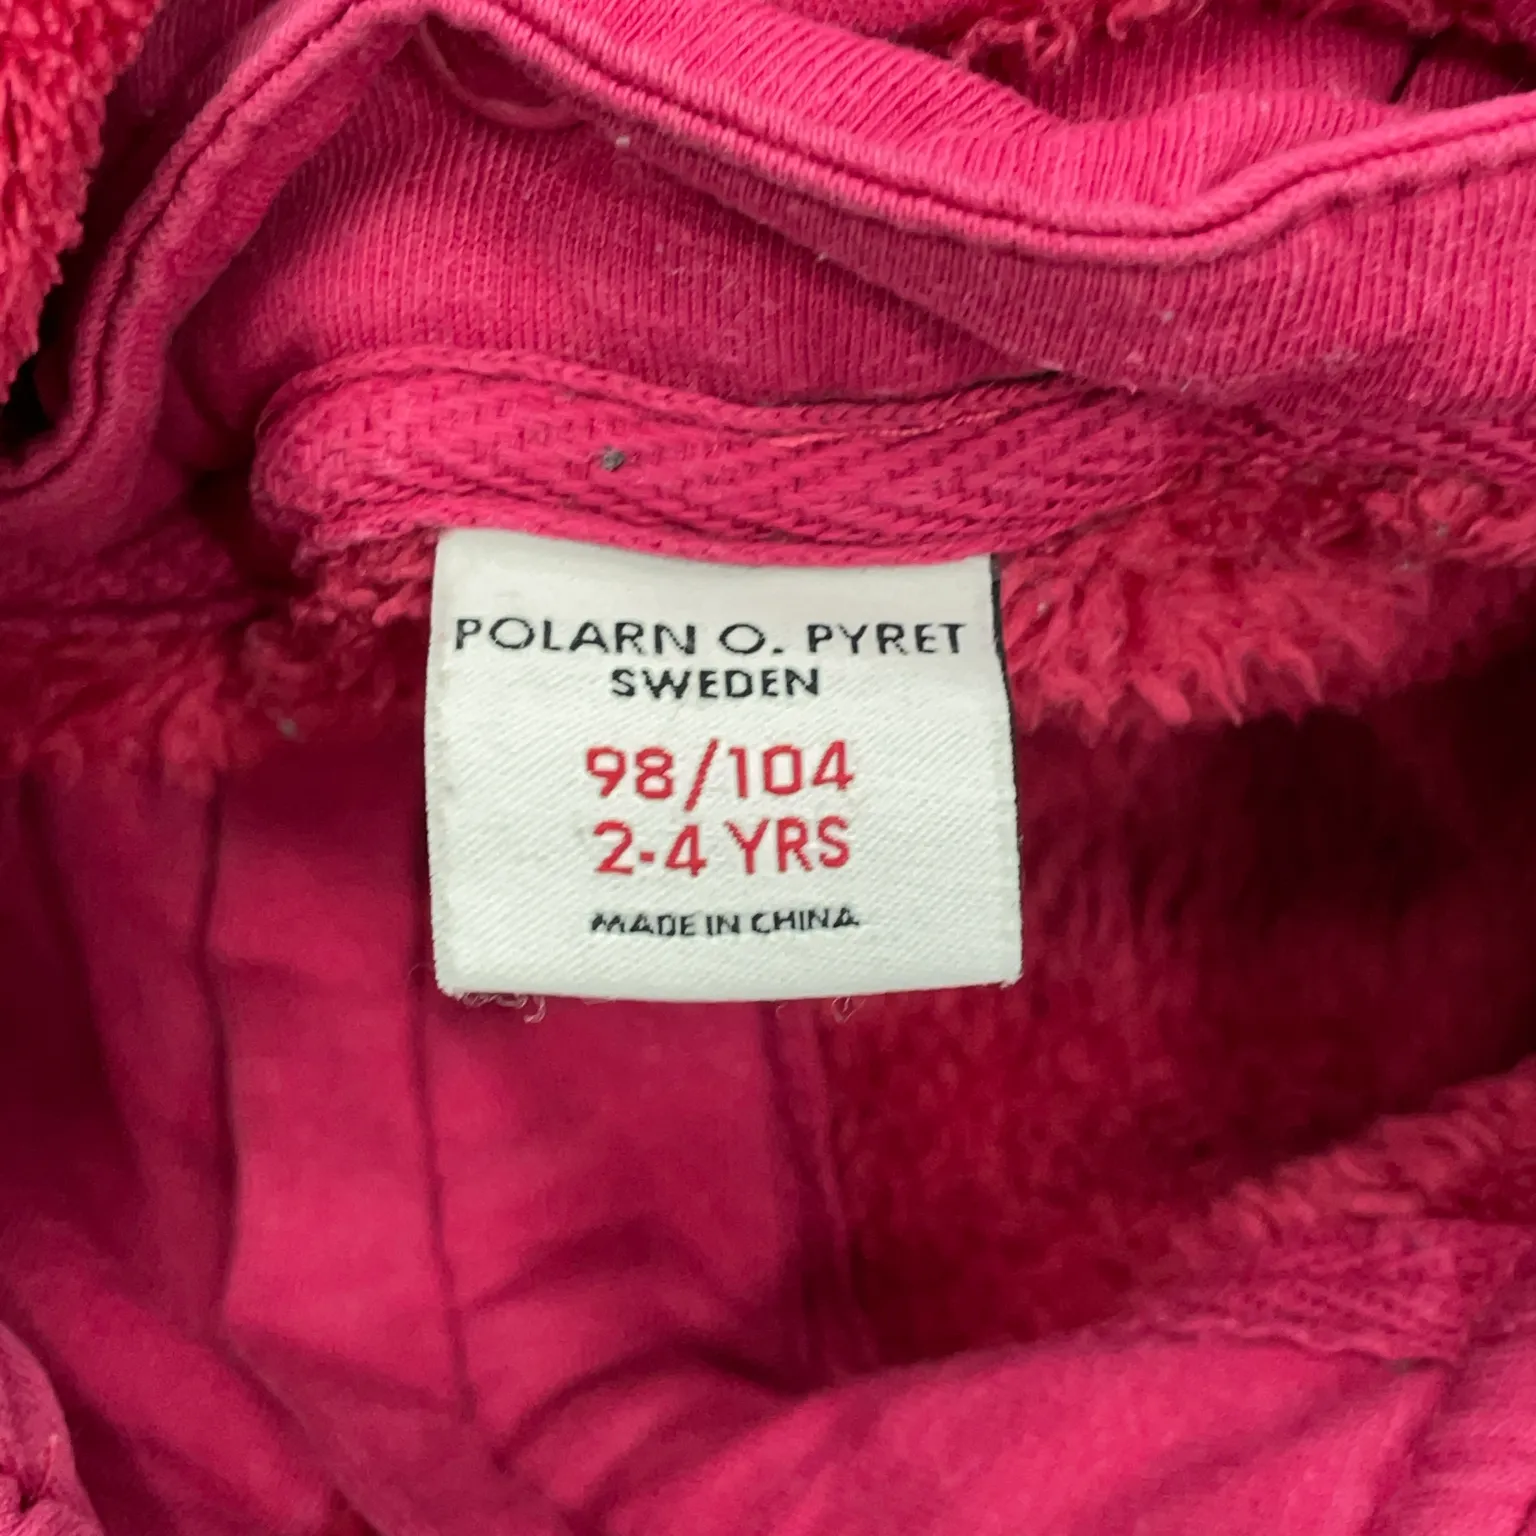 POLARN O. PYRET
SWEDEN
98/104
2-4 YRS
MADE IN CHINA